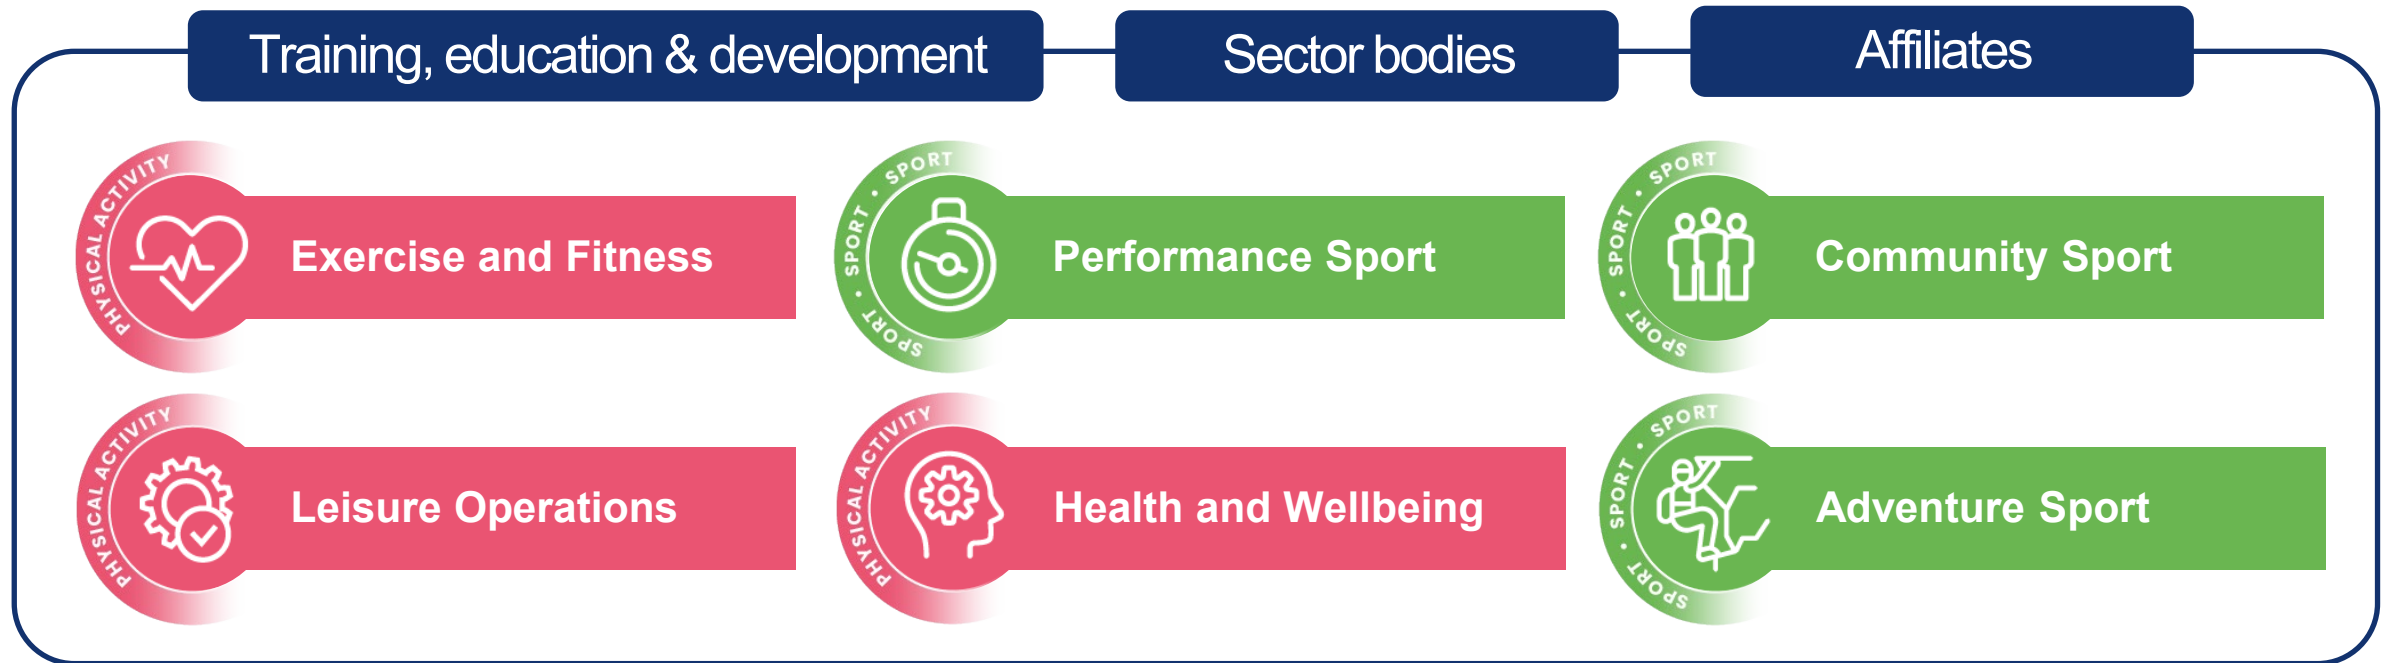 Training, education & development
Sector bodies
Affiliates
PHYSICAL ACTIVITY
Exercise and Fitness
SPORT • SPORT • SPORT
Performance Sport
SPORT • SPORT • SPORT
Community Sport
PHYSICAL ACTIVITY
Leisure Operations
PHYSICAL ACTIVITY
Health and Wellbeing
SPORT • SPORT • SPORT
Adventure Sport